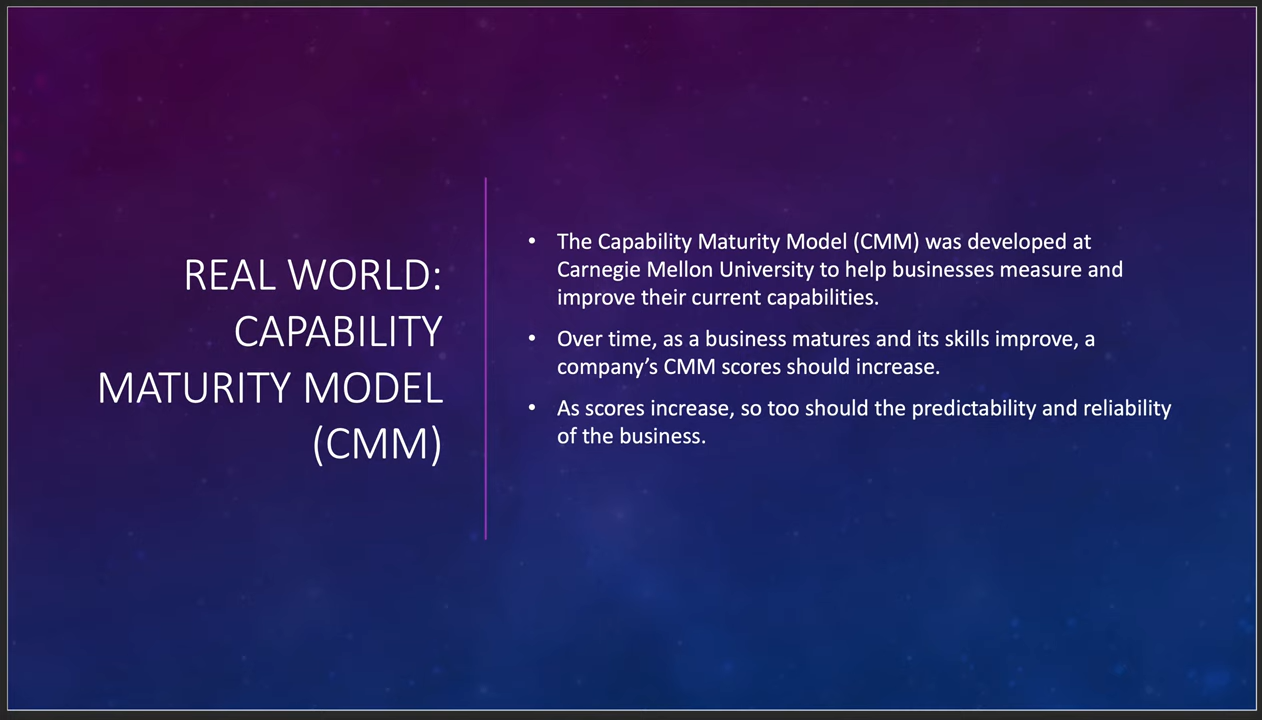 REAL WORLD:
CAPABILITY
MATURITY MODEL
(CMM)
• The Capability Maturity Model (CMM) was developed at
Carnegie Mellon University to help businesses measure and
improve their current capabilities.
• Over time, as a business matures and its skills improve, a
company’s CMM scores should increase.
• As scores increase, so too should the predictability and reliability
of the business.